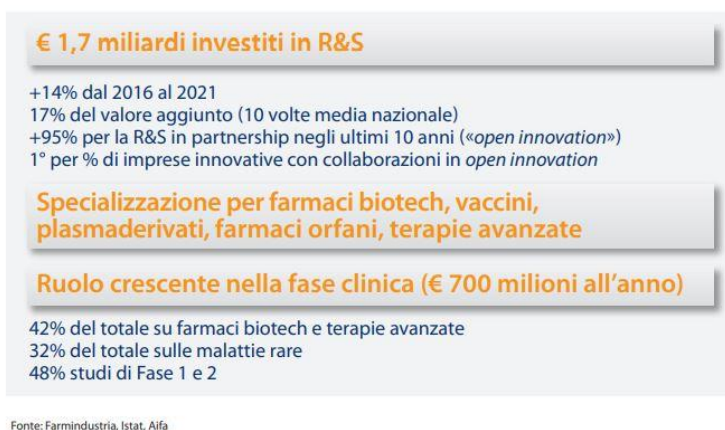 € 1,7 miliardi investiti in R&S
+14% dal 2016 al 2021
17% del valore aggiunto (10 volte media nazionale)
+95% per la R&S in partnership negli ultimi 10 anni («open innovation»)
1° per % di imprese innovative con collaborazioni in open innovation
Specializzazione per farmaci biotech, vaccini,
plasmaderivati, farmaci orfani, terapie avanzate
Ruolo crescente nella fase clinica (€ 700 milioni all’anno)
42% del totale su farmaci biotech e terapie avanzate
32% del totale sulle malattie rare
48% studi di Fase 1 e 2
Fonte: Farmindustria, Istat, Aifa